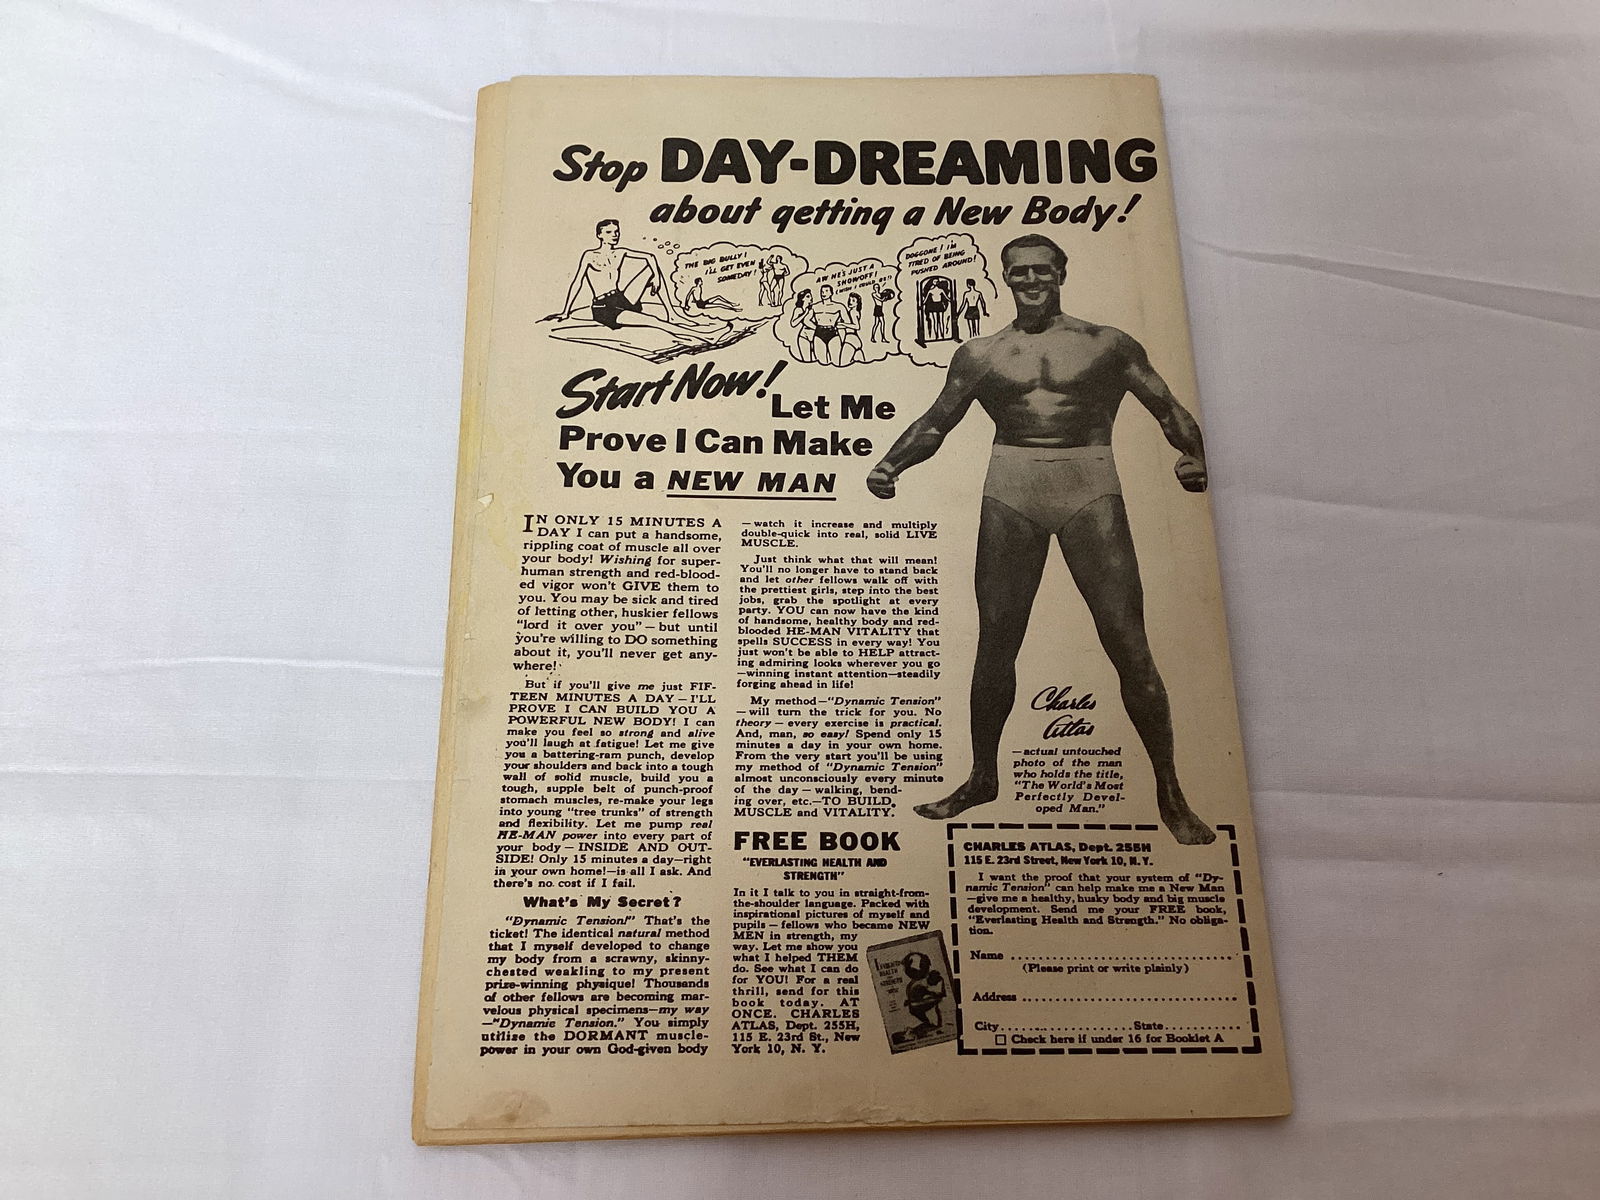 Stop DAY-DREAMING
about getting a New Body!
THE BIG BULLY!
I'LL GET EVEN
SOMEDAY!
AW HE'S JUST A
SHOWOFF!
(WISH I COULD BE!)
DOGGONE! I'M
TIRED OF BEING
PUSHED AROUND!
Start Now! Let Me
Prove I Can Make
You a NEW MAN
IN ONLY 15 MINUTES A
DAY I can put a handsome,
rippling coat of muscle all over
your body! Wishing for super-
human strength and red-blood-
ed vigor won't GIVE them to
you. You may be sick and tired
of letting other, huskier fellows
"lord it over you"—but until
you're willing to DO something
about it, you'll never get any-
where!
But if you'll give me just FIF-
TEEN MINUTES A DAY—I'LL
PROVE I CAN BUILD YOU A
POWERFUL NEW BODY! I can
make you feel so strong and alive
you'll laugh at fatigue! Let me give
you a battering-ram punch, develop
your shoulders and back into a tough
wall of solid muscle, build you a
tough, supple belt of punch-proof
stomach muscles, re-make your legs
into young "tree trunks" of strength
and flexibility. Let me pump real
HE-MAN power into every part of
your body—INSIDE AND OUT-
SIDE! Only 15 minutes a day—right
in your own home!—is all I ask. And
there's no cost if I fail.
What's My Secret?
"Dynamic Tension!" That's the
ticket! The identical natural method
that I myself developed to change
my body from a scrawny, skinny-
chested weakling to my present
prize-winning physique! Thousands
of other fellows are becoming mar-
velous physical specimens—my way
—"Dynamic Tension." You simply
utilize the DORMANT muscle-
power in your own God-given body
—watch it increase and multiply
double-quick into real, solid LIVE
MUSCLE.
Just think what that will mean!
You'll no longer have to stand back
and let other fellows walk off with
the prettiest girls, step into the best
jobs, grab the spotlight at every
party. YOU can now have the kind
of handsome, healthy body and red-
blooded HE-MAN VITALITY that
spells SUCCESS in every way! You
just won't be able to HELP attract-
ing admiring looks wherever you go
—winning instant attention—steadily
forging ahead in life!
My method—"Dynamic Tension"
—will turn the trick for you. No
theory—every exercise is practical.
And, man, so easy! Spend only 15
minutes a day in your own home.
From the very start you'll be using
my method of "Dynamic Tension"
almost unconsciously every minute
of the day—walking, bend-
ing over, etc.—TO BUILD
MUSCLE and VITALITY.
FREE BOOK
"EVERLASTING HEALTH AND
STRENGTH"
In it I talk to you in straight-from-
the-shoulder language. Packed with
inspirational pictures of myself and
pupils—fellows who became NEW
MEN in strength, my
way. Let me show you
what I helped THEM
do. See what I can do
for YOU! For a real
thrill, send for this
book today. AT
ONCE. CHARLES
ATLAS, Dept. 255H,
115 E. 23rd St., New
York 10, N. Y.
EVERLASTING
HEALTH
AND
STRENGTH
Charles
Atlas
—actual untouched
photo of the man
who holds the title,
"The World's Most
Perfectly Devel-
oped Man."
CHARLES ATLAS, Dept. 255H
115 E. 23rd Street, New York 10, N. Y.
I want the proof that your system of "Dy-
namic Tension" can help make me a New Man
—give me a healthy, husky body and big muscle
development. Send me your FREE book,
"Everlasting Health and Strength." No obliga-
tion.
Name
(Please print or write plainly)
Address
City State
☐ Check here if under 16 for Booklet A